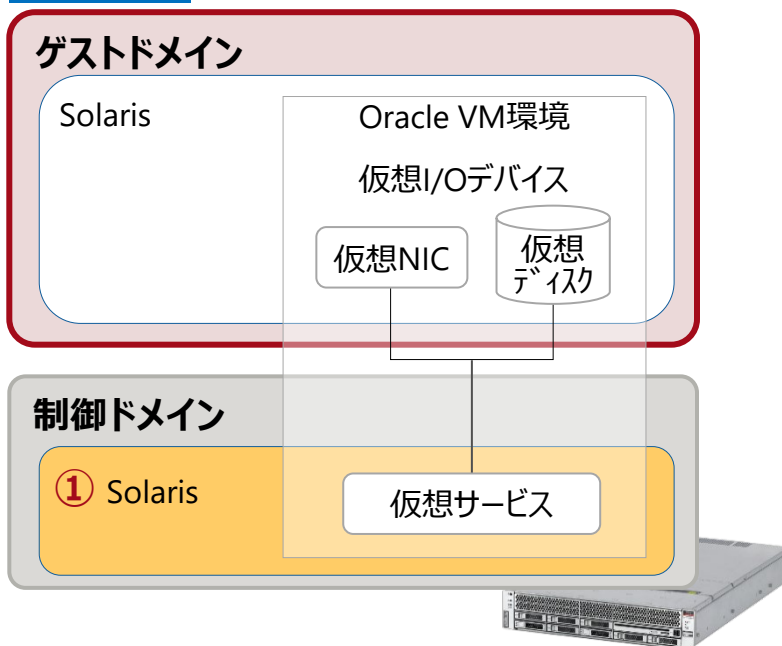 ゲストドメイン
Solaris
Oracle VM環境
仮想I/Oデバイス
仮想NIC
仮想
ディスク
制御ドメイン
① Solaris
仮想サービス